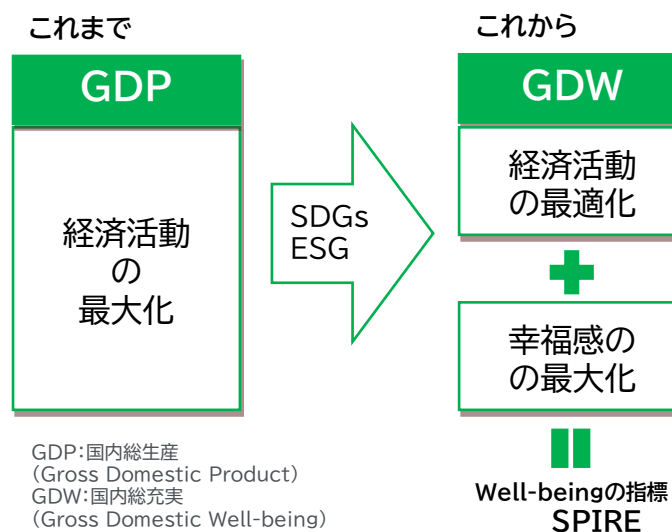 これまで
GDP
経済活動
の
最大化
SDGs
ESG
これから
GDW
経済活動
の最適化
幸福感の
の最大化
Well-beingの指標
SPIRE
GDP:国内総生産
(Gross Domestic Product)
GDW:国内総充実
(Gross Domestic Well-being)